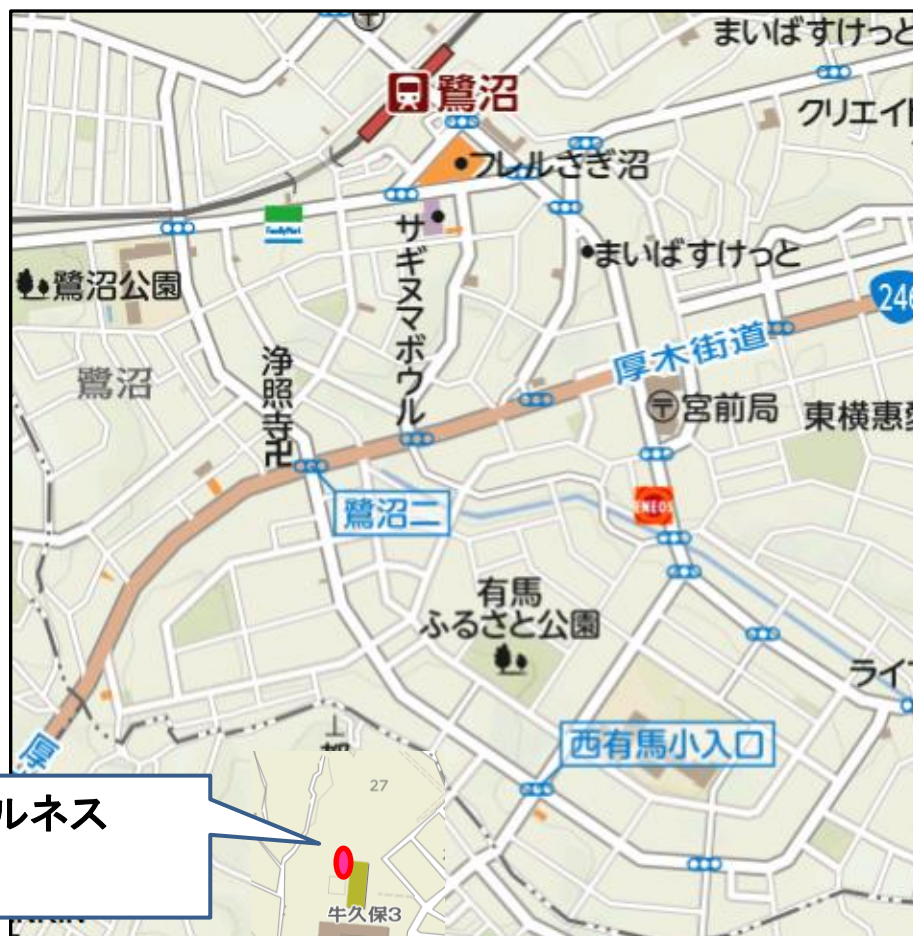 まいばすけっと
鷺沼
クリエイト
フレルさぎ沼
FamilyMart
サギヌマボウル
まいばすけっと
鷺沼公園
246
厚木街道
鷺沼
浄照寺
〒宮前局
東横惠愛
鷺沼二
ENEOS
有馬
ふるさと公園
ライフ
西有馬小入口
厚
27
ルネス
牛久保3